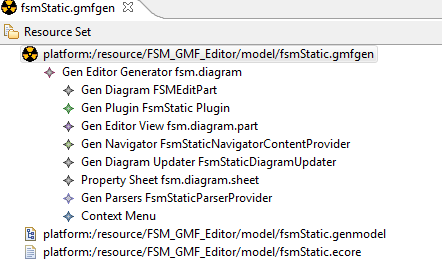 fsmStatic.gmfgen
Resource Set
platform:/resource/FSM_GMF_Editor/model/fsmStatic.gmfgen
Gen Editor Generator fsm.diagram
Gen Diagram FSMEditPart
Gen Plugin FsmStatic Plugin
Gen Editor View fsm.diagram.part
Gen Navigator FsmStaticNavigatorContentProvider
Gen Diagram Updater FsmStaticDiagramUpdater
Property Sheet fsm.diagram.sheet
Gen Parsers FsmStaticParserProvider
Context Menu
platform:/resource/FSM_GMF_Editor/model/fsmStatic.genmodel
platform:/resource/FSM_GMF_Editor/model/fsmStatic.ecore